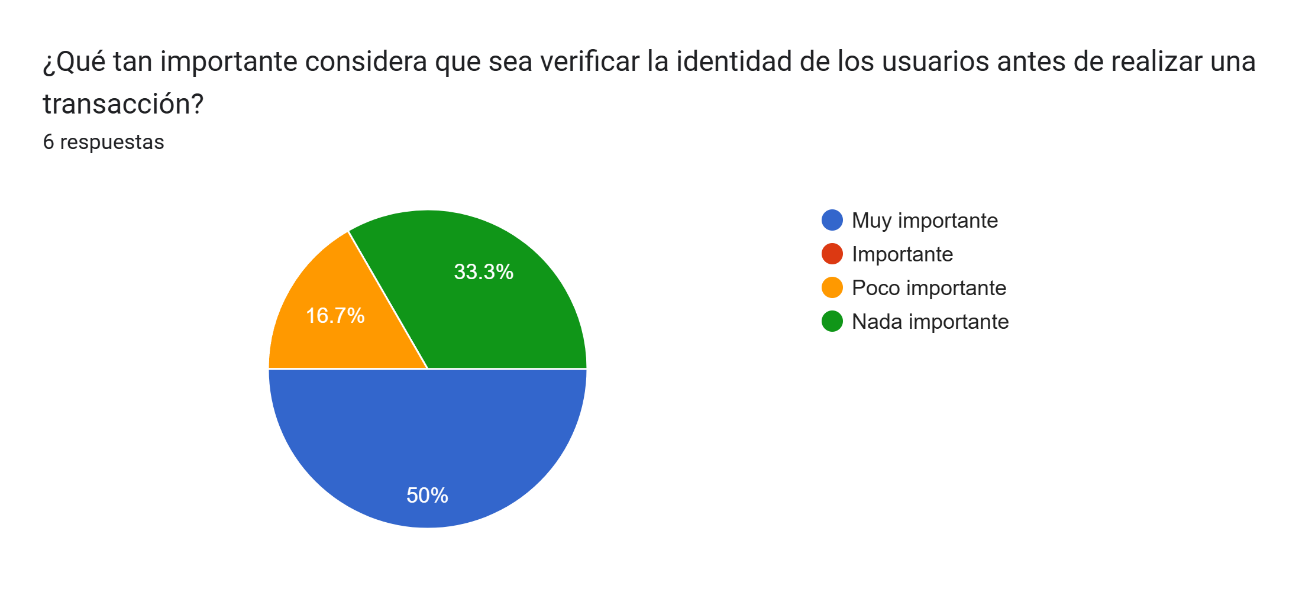 ¿Qué tan importante considera que sea verificar la identidad de los usuarios antes de realizar una
transacción?
6 respuestas
33.3%
16.7%
50%
Muy importante
Importante
Poco importante
Nada importante